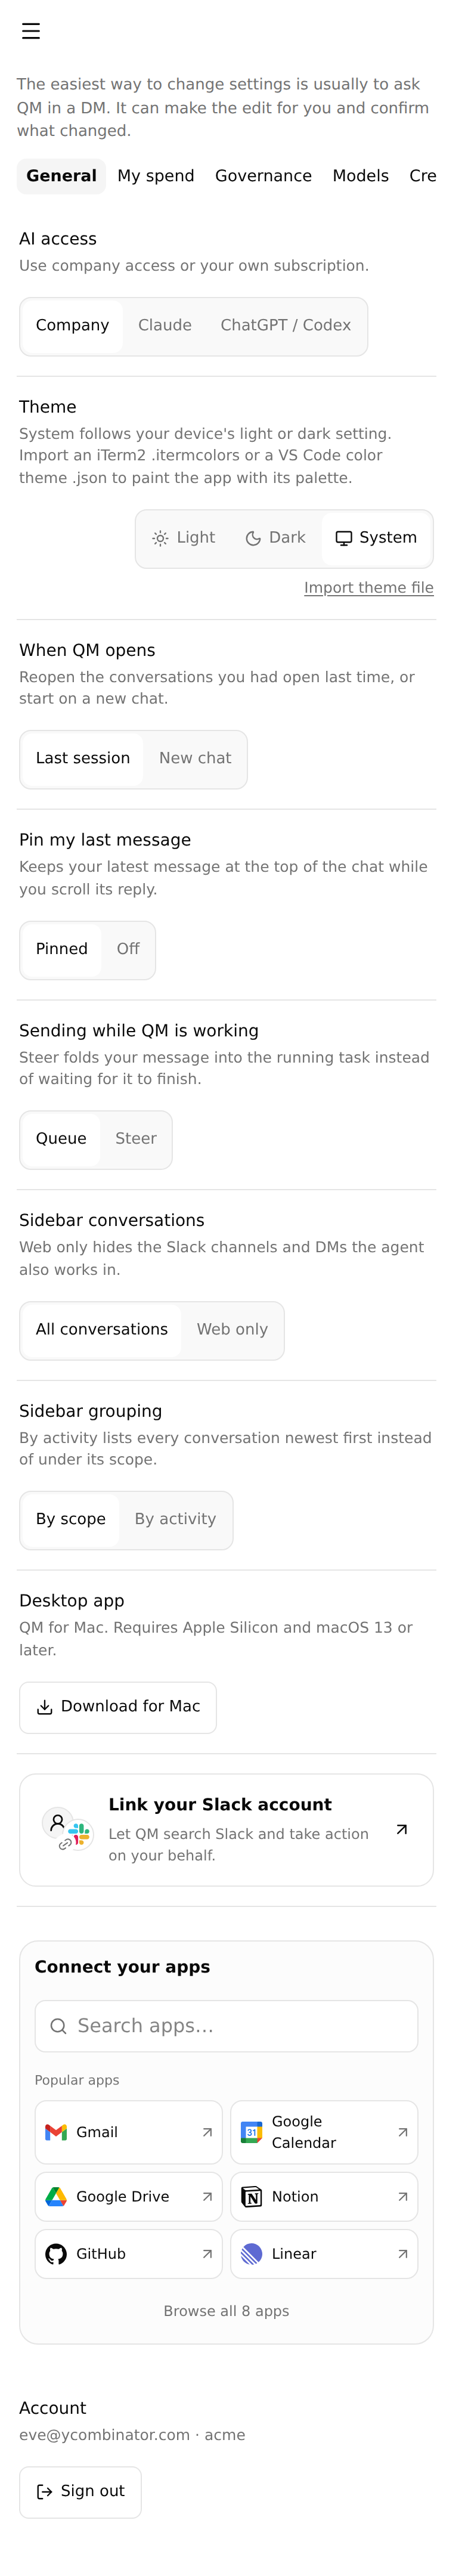 The easiest way to change settings is usually to ask
QM in a DM. It can make the edit for you and confirm
what changed.
General My spend Governance Models Cre
AI access
Use company access or your own subscription.
Company Claude ChatGPT / Codex
Theme
System follows your device's light or dark setting.
Import an iTerm2 .itermcolors or a VS Code color
theme .json to paint the app with its palette.
Light Dark System
Import theme file
When QM opens
Reopen the conversations you had open last time, or
start on a new chat.
Last session New chat
Pin my last message
Keeps your latest message at the top of the chat while
you scroll its reply.
Pinned Off
Sending while QM is working
Steer folds your message into the running task instead
of waiting for it to finish.
Queue Steer
Sidebar conversations
Web only hides the Slack channels and DMs the agent
also works in.
All conversations Web only
Sidebar grouping
By activity lists every conversation newest first instead
of under its scope.
By scope By activity
Desktop app
QM for Mac. Requires Apple Silicon and macOS 13 or
later.
Download for Mac
Link your Slack account
Let QM search Slack and take action
on your behalf.
Connect your apps
Search apps...
Popular apps
Gmail
31
Google
Calendar
Google Drive
Notion
GitHub
Linear
Browse all 8 apps
Account
eve@ycombinator.com · acme
Sign out